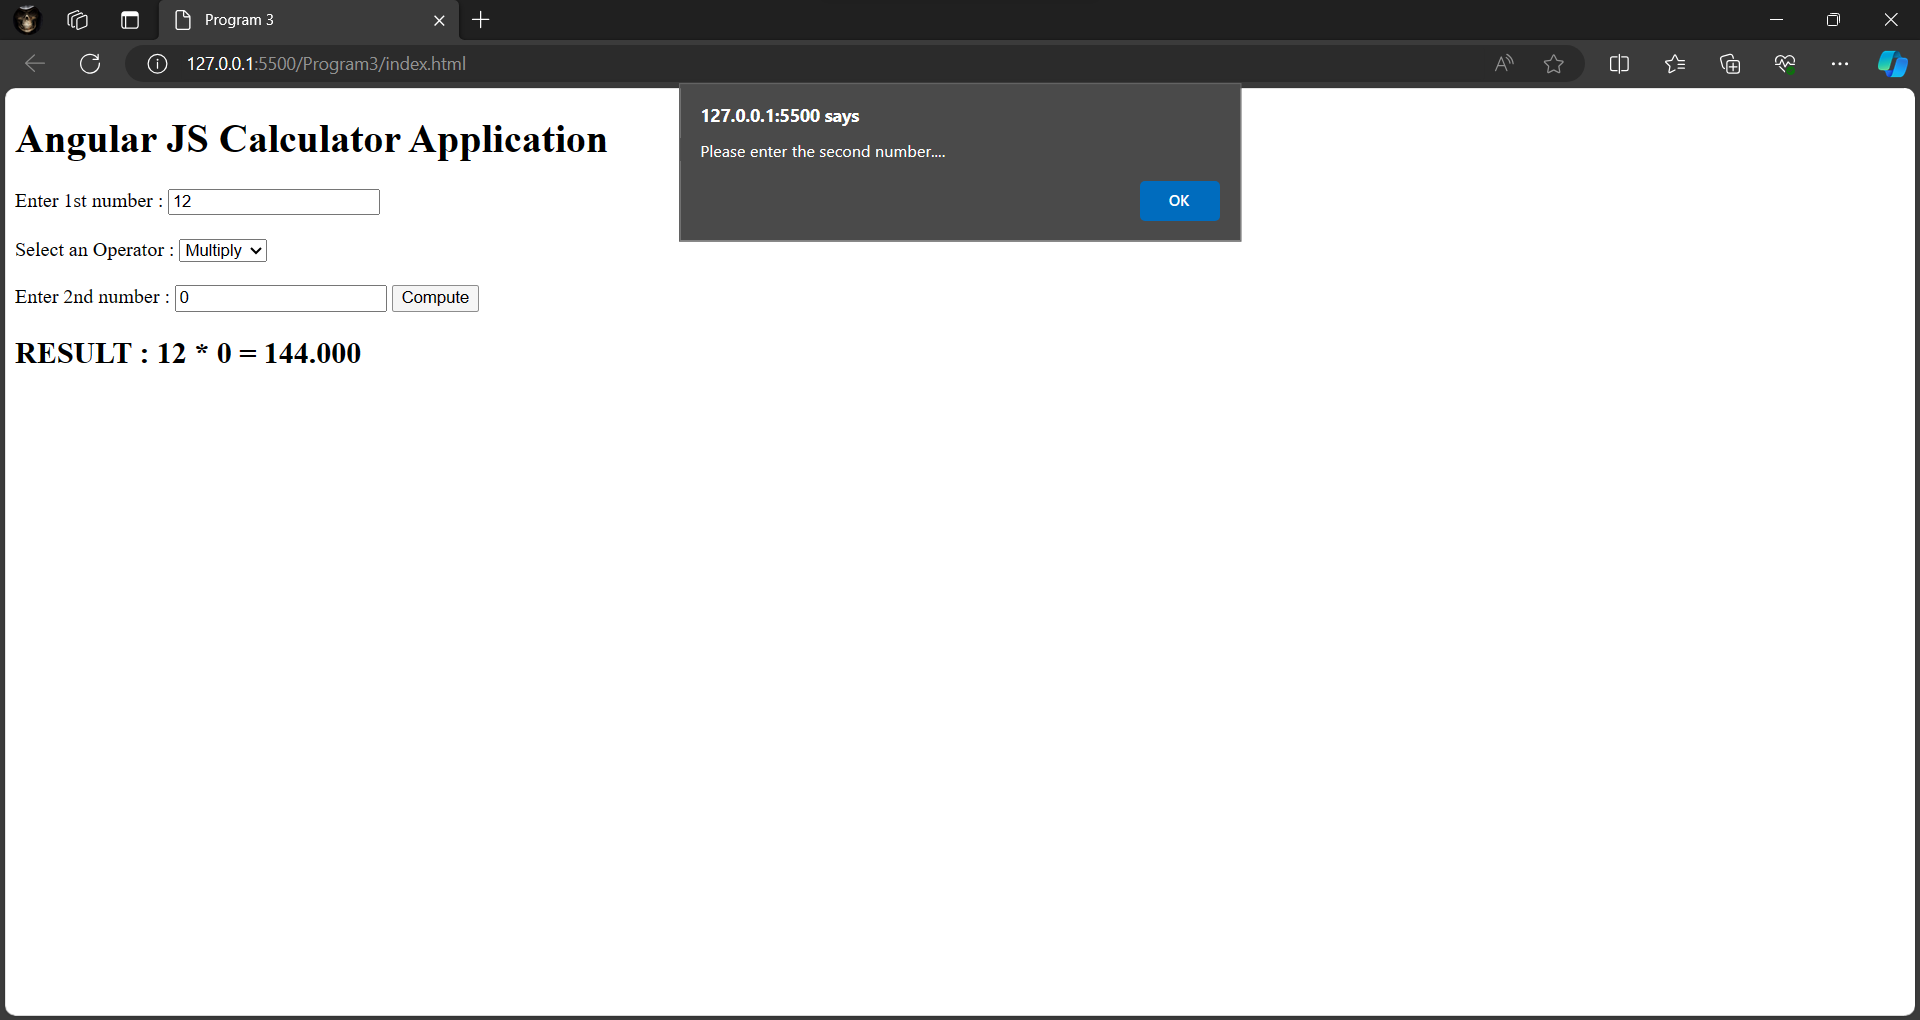 Program 3
127.0.0.1:5500/Program3/index.html
127.0.0.1:5500 says
Please enter the second number....
OK
Angular JS Calculator Application
Enter 1st number : 12
Select an Operator : Multiply
Enter 2nd number : 0 Compute
RESULT : 12 * 0 = 144.000